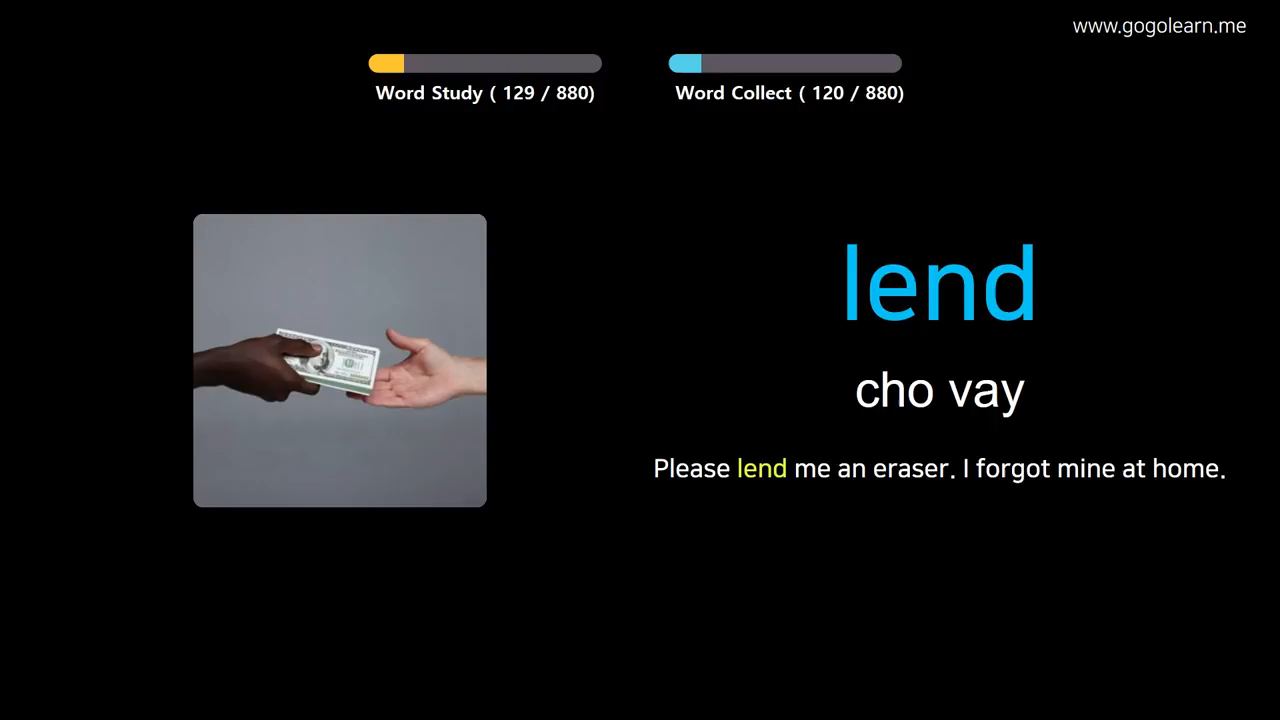 www.gogolearn.me
Word Study ( 129 / 880)
Word Collect ( 120 / 880)
lend
cho vay
Please lend me an eraser. I forgot mine at home.